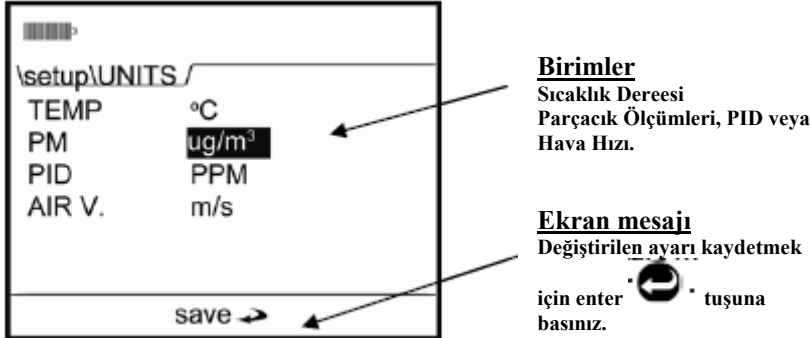 \setup\UNITS /
TEMP ºC
PM ug/m³
PID PPM
AIR V. m/s
save
Birimler
Sıcaklık Dereesi
Parçacık Ölçümleri, PID veya
Hava Hızı.
Ekran mesajı
Değiştirilen ayarı kaydetmek
için enter tuşuna
basınız.